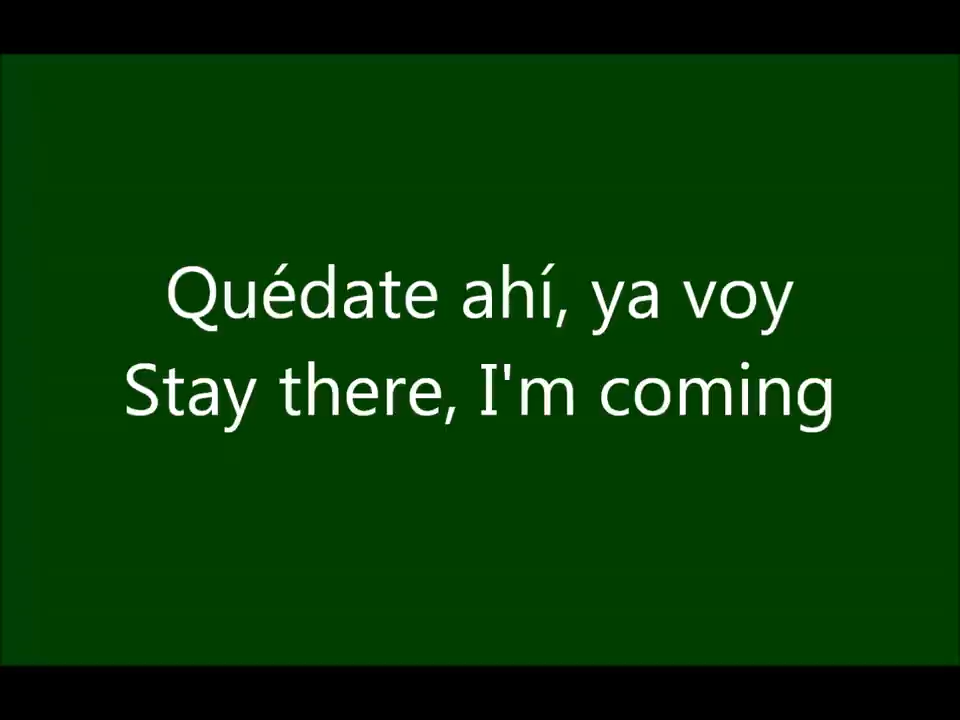 Quédate ahí, ya voy
Stay there, I'm coming